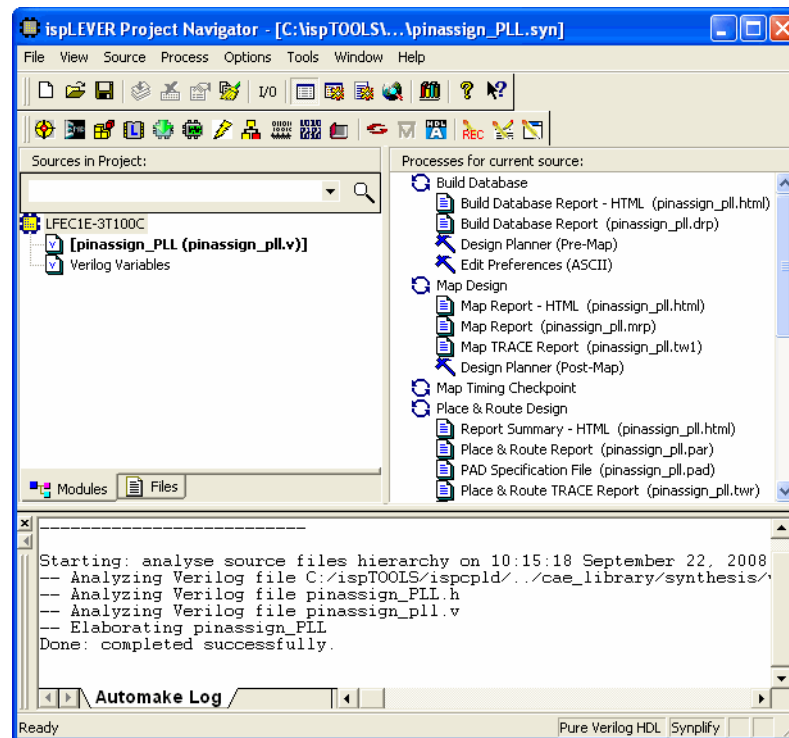 ispLEVER Project Navigator - [C:\ispTOOLS\...\pinassign_PLL.syn]
File View Source Process Options Tools Window Help
I/O
REC
Sources in Project:
LFEC1E-3T100C
[pinassign_PLL (pinassign_pll.v)]
Verilog Variables
Modules Files
Processes for current source:
Build Database
Build Database Report - HTML (pinassign_pll.html)
Build Database Report (pinassign_pll.drp)
Design Planner (Pre-Map)
Edit Preferences (ASCII)
Map Design
Map Report - HTML (pinassign_pll.html)
Map Report (pinassign_pll.mrp)
Map TRACE Report (pinassign_pll.tw1)
Design Planner (Post-Map)
Map Timing Checkpoint
Place & Route Design
Report Summary - HTML (pinassign_pll.html)
Place & Route Report (pinassign_pll.par)
PAD Specification File (pinassign_pll.pad)
Place & Route TRACE Report (pinassign_pll.twr)
---------------------------
Starting: analyse source files hierarchy on 10:15:18 September 22, 2008
-- Analyzing Verilog file C:/ispTOOLS/ispcpld/../cae_library/synthesis/
-- Analyzing Verilog file pinassign_PLL.h
-- Analyzing Verilog file pinassign_pll.v
-- Elaborating pinassign_PLL
Done: completed successfully.
Automake Log
Ready Pure Verilog HDL Synplify